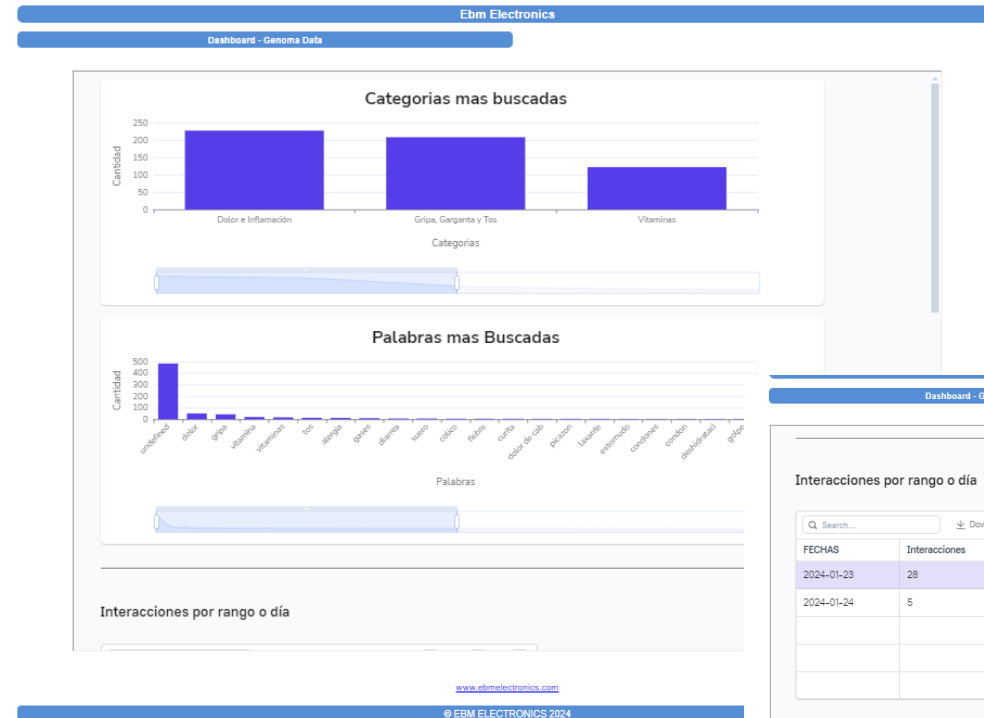 Ebm Electronics
Dashboard - Genoma Data
Categorias mas buscadas
Cantidad
250
200
150
100
50
0
Dolor e Inflamación
Gripa, Garganta y Tos
Vitaminas
Categorias
Palabras mas Buscadas
Cantidad
500
400
300
200
100
0
undefined
dolor
gripa
vitamina
vitaminas
tos
alergia
gases
diarrea
suero
colico
fiebre
curita
dolor de cab
picazon
laxante
estornudo
condones
condon
deshidrataci
golpe
Palabras
Interacciones por rango o día
www.ebmelectronics.com
© EBM ELECTRONICS 2024
Dashboard - G
Interacciones por rango o día
Search...
Dov
FECHAS Interacciones
2024-01-23 28
2024-01-24 5